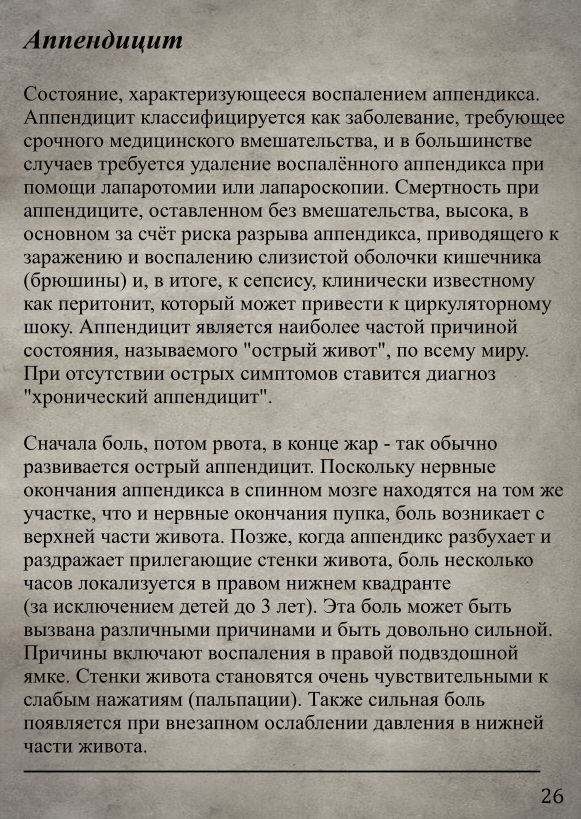 Аппендицит
Состояние, характеризующееся воспалением аппендикса.
Аппендицит классифицируется как заболевание, требующее
срочного медицинского вмешательства, и в большинстве
случаев требуется удаление воспалённого аппендикса при
помощи лапаротомии или лапароскопии. Смертность при
аппендиците, оставленном без вмешательства, высока, в
основном за счёт риска разрыва аппендикса, приводящего к
заражению и воспалению слизистой оболочки кишечника
(брюшины) и, в итоге, к сепсису, клинически известному
как перитонит, который может привести к циркуляторному
шоку. Аппендицит является наиболее частой причиной
состояния, называемого "острый живот", по всему миру.
При отсутствии острых симптомов ставится диагноз
"хронический аппендицит".
Сначала боль, потом рвота, в конце жар - так обычно
развивается острый аппендицит. Поскольку нервные
окончания аппендикса в спинном мозге находятся на том же
участке, что и нервные окончания пупка, боль возникает с
верхней части живота. Позже, когда аппендикс разбухает и
раздражает прилегающие стенки живота, боль несколько
часов локализуется в правом нижнем квадранте
(за исключением детей до 3 лет). Эта боль может быть
вызвана различными причинами и быть довольно сильной.
Причины включают воспаления в правой подвздошной
ямке. Стенки живота становятся очень чувствительными к
слабым нажатиям (пальпации). Также сильная боль
появляется при внезапном ослаблении давления в нижней
части живота.
26